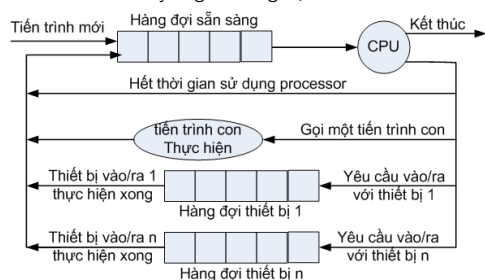 Tiến trình mới
Hàng đợi sẵn sàng
Kết thúc
CPU
Hết thời gian sử dụng processor
tiến trình con
Thực hiện
Gọi một tiến trình con
Thiết bị vào/ra 1
thực hiện xong
Yêu cầu vào/ra
với thiết bị 1
Hàng đợi thiết bị 1
Thiết bị vào/ra n
thực hiện xong
Yêu cầu vào/ra
với thiết bị n
Hàng đợi thiết bị n